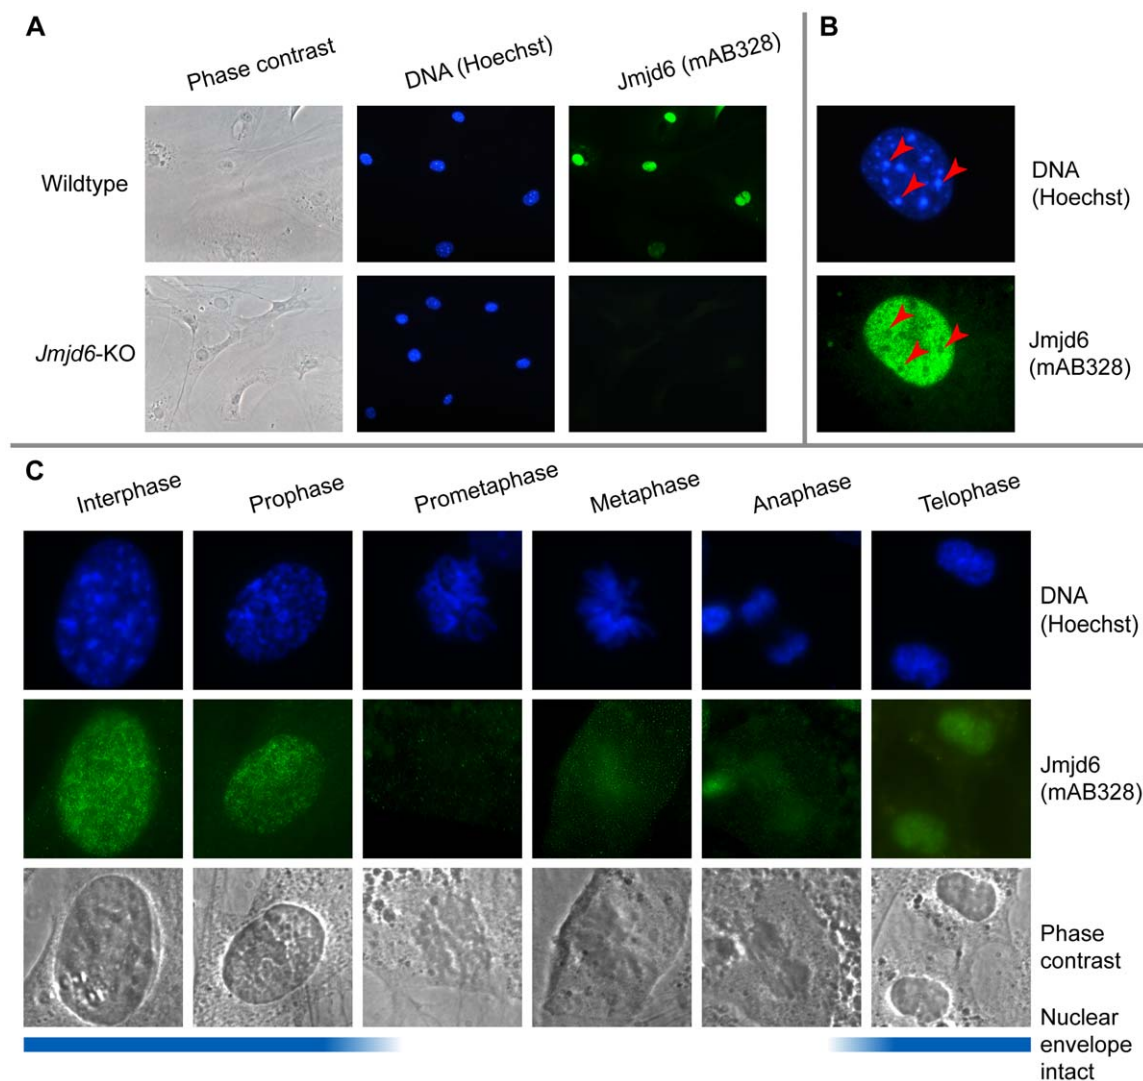 A
Phase contrast
DNA (Hoechst)
Jmjd6 (mAB328)
Wildtype
Jmjd6-KO
B
DNA
(Hoechst)
Jmjd6
(mAB328)
C
Interphase
Prophase
Prometaphase
Metaphase
Anaphase
Telophase
DNA
(Hoechst)
Jmjd6
(mAB328)
Phase
contrast
Nuclear
envelope
intact